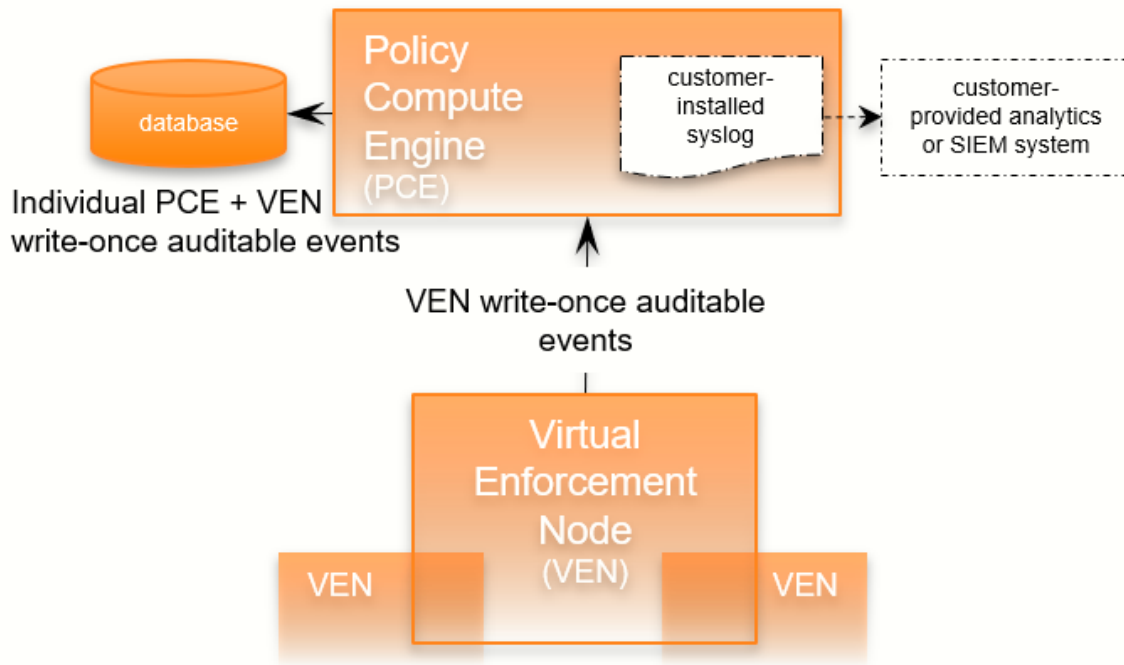 Policy
Compute
Engine
(PCE)
customer-
installed
syslog
customer-
provided analytics
or SIEM system
database
Individual PCE + VEN
write-once auditable events
VEN write-once auditable
events
Virtual
Enforcement
Node
(VEN)
VEN
VEN